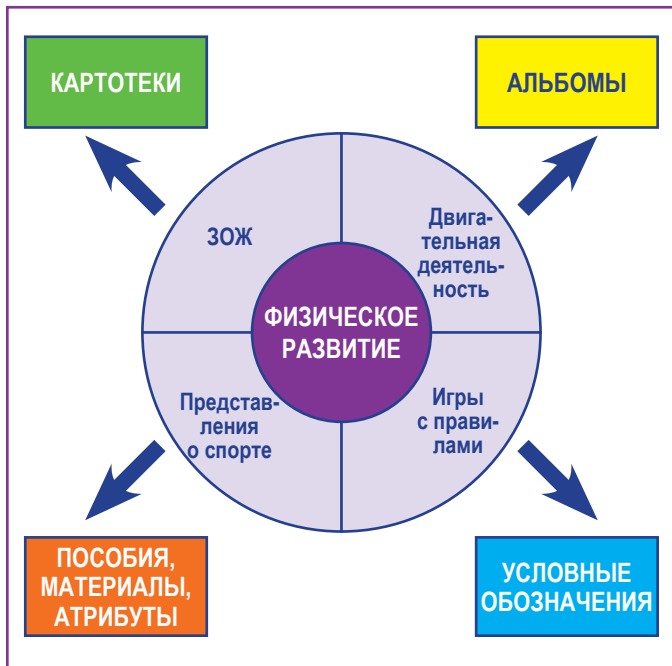 КАРТОТЕКИ
АЛЬБОМЫ
ЗОЖ
Двига-
тельная
деятель-
ность
ФИЗИЧЕСКОЕ
РАЗВИТИЕ
Представ-
ления
о спорте
Игры
с прави-
лами
ПОСОБИЯ,
МАТЕРИАЛЫ,
АТРИБУТЫ
УСЛОВНЫЕ
ОБОЗНАЧЕНИЯ